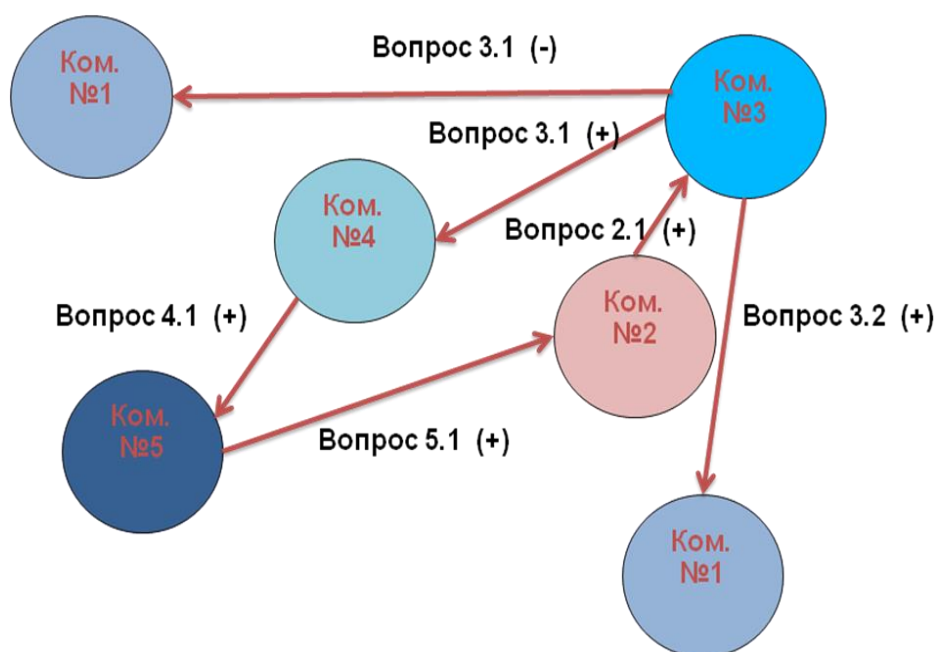 Вопрос 3.1 (-)
Ком.
№1
Ком.
№3
Вопрос 3.1 (+)
Ком.
№4
Вопрос 2.1 (+)
Вопрос 4.1 (+)
Ком.
№2
Вопрос 3.2 (+)
Ком.
№5
Вопрос 5.1 (+)
Ком.
№1